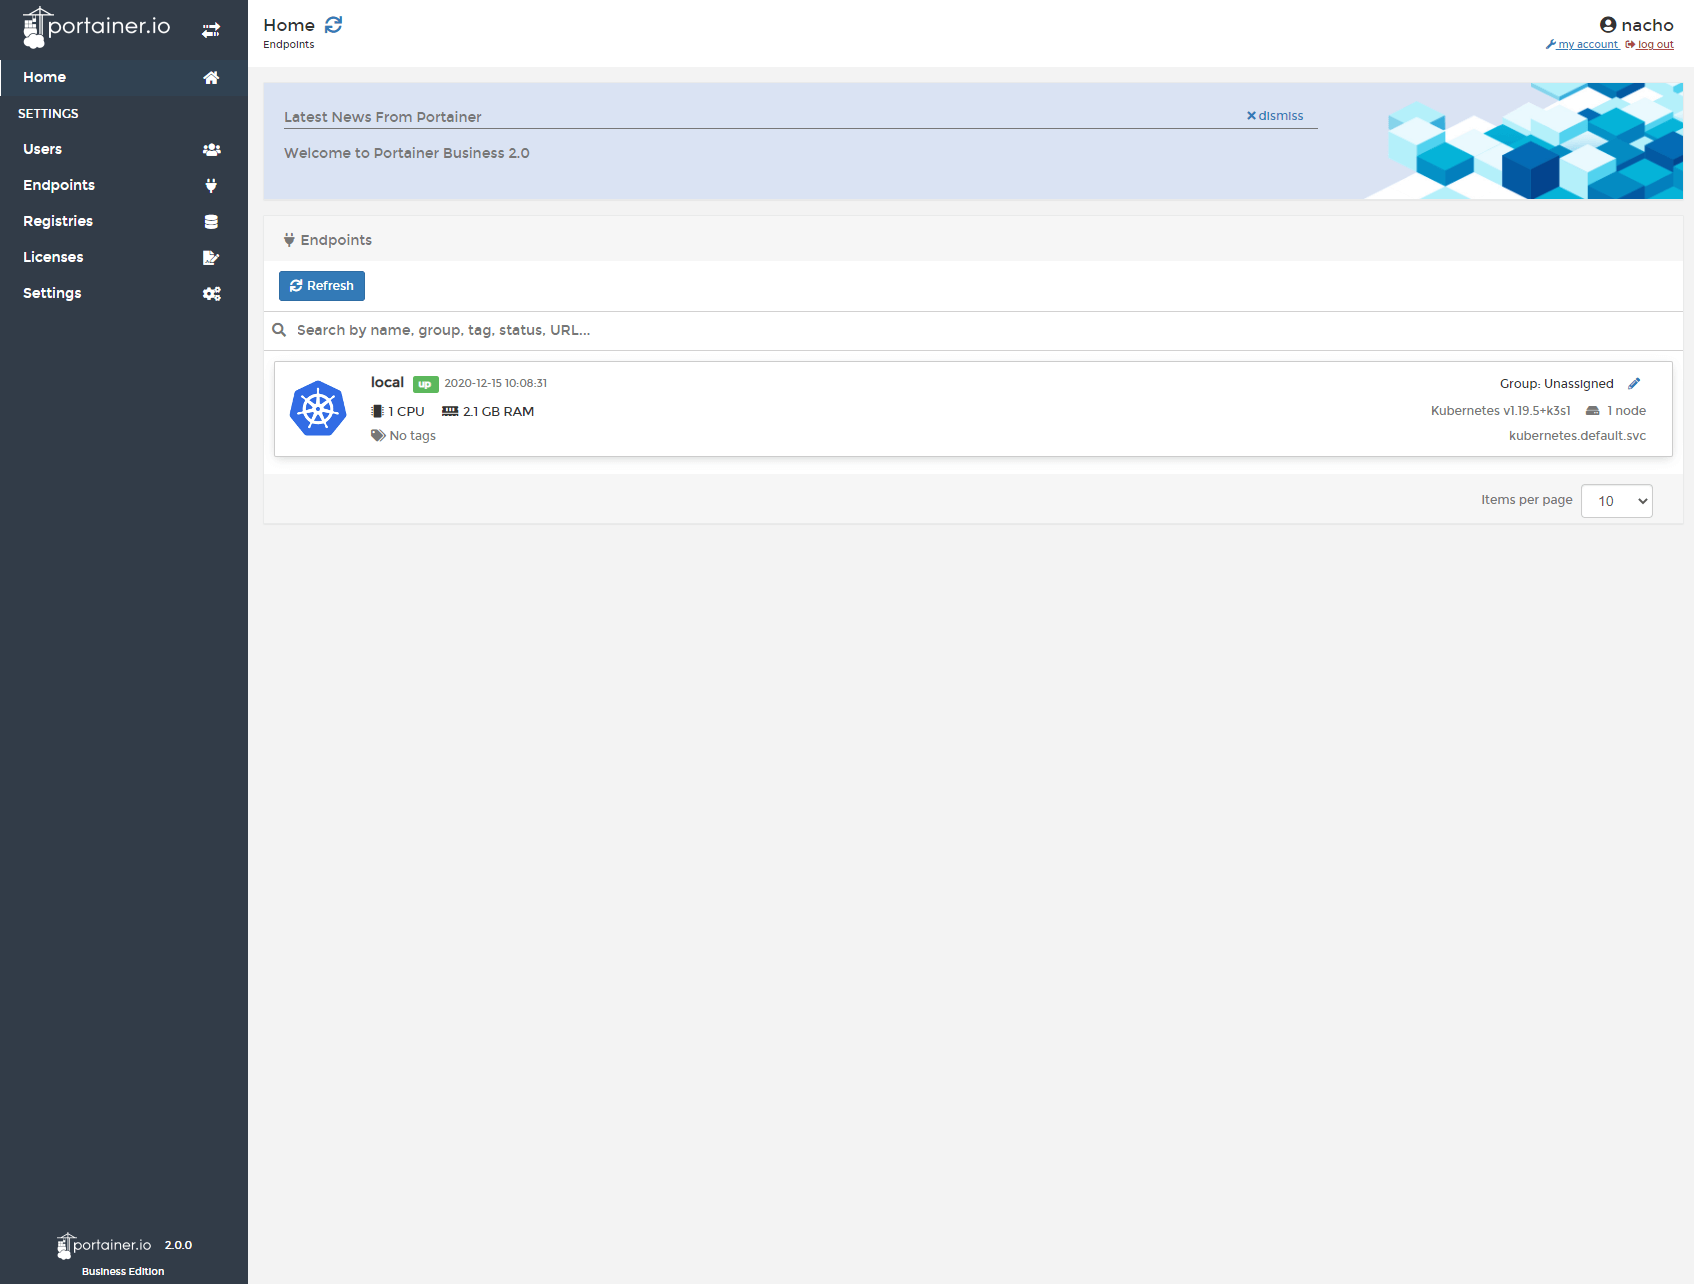 portainer.io
Home
SETTINGS
Users
Endpoints
Registries
Licenses
Settings
portainer.io 2.0.0
Business Edition
Home
Endpoints
nacho
my account log out
Latest News From Portainer
dismiss
Welcome to Portainer Business 2.0
Endpoints
Refresh
Search by name, group, tag, status, URL...
local up 2020-12-15 10:08:31
Group: Unassigned
1 CPU 2.1 GB RAM
Kubernetes v1.19.5+k3s1 1 node
No tags
kubernetes.default.svc
Items per page 10